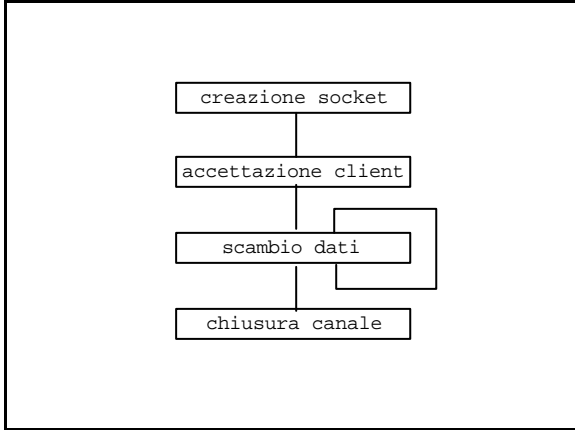 creazione socket
accettazione client
scambio dati
chiusura canale